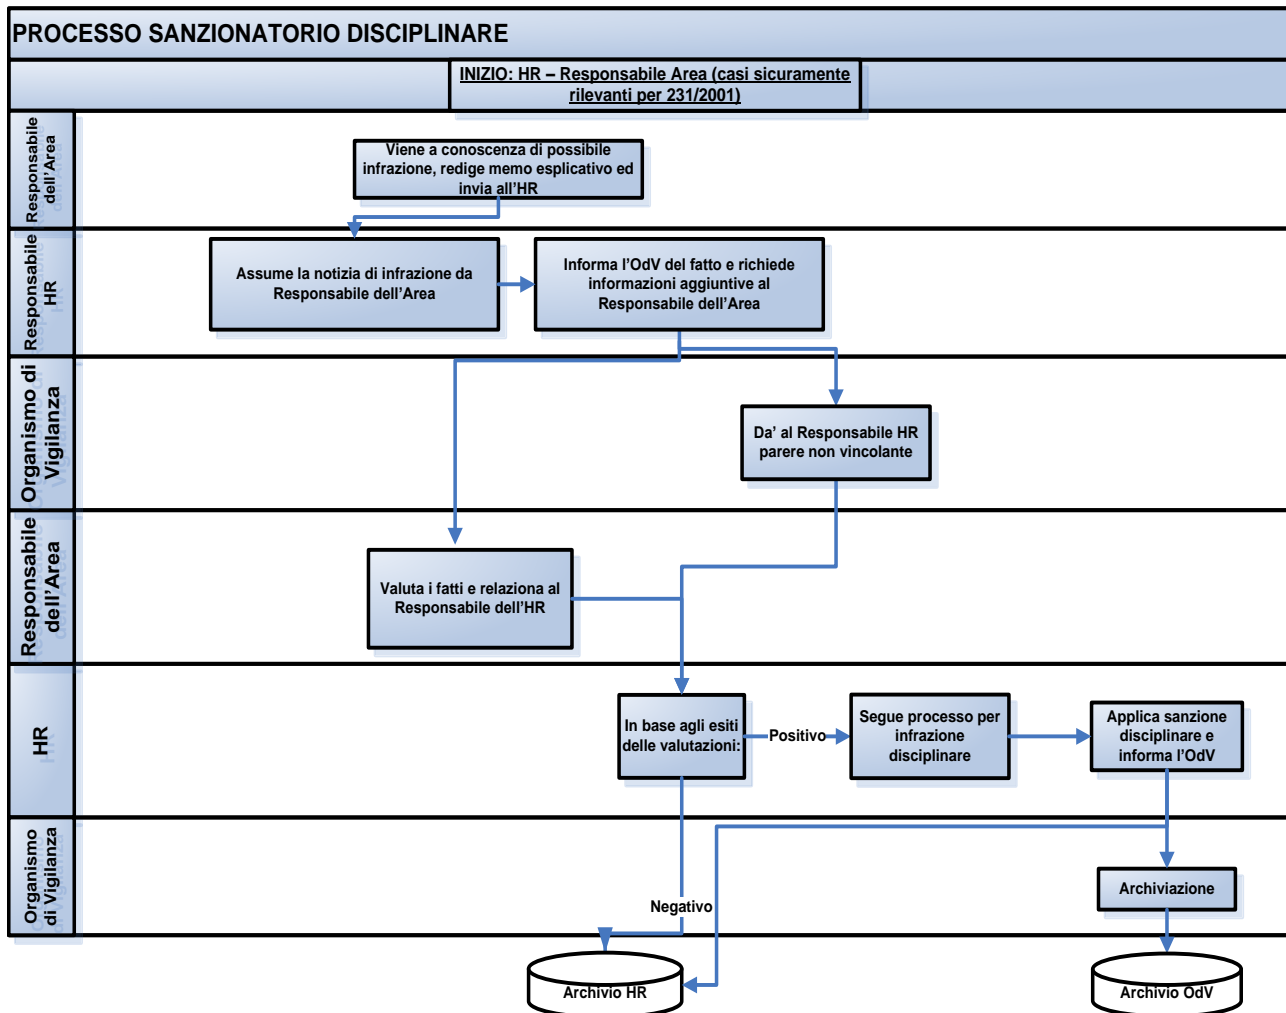 PROCESSO SANZIONATORIO DISCIPLINARE
INIZIO: HR – Responsabile Area (casi sicuramente
rilevanti per 231/2001)
Responsabile
dell’Area
Viene a conoscenza di possibile
infrazione, redige memo esplicativo ed
invia all’HR
Responsabile
HR
Assume la notizia di infrazione da
Responsabile dell’Area
Informa l’OdV del fatto e richiede
informazioni aggiuntive al
Responsabile dell’Area
Organismo di
Vigilanza
Da’ al Responsabile HR
parere non vincolante
Responsabile
dell’Area
Valuta i fatti e relaziona al
Responsabile dell’HR
HR
In base agli esiti
delle valutazioni:
Positivo
Segue processo per
infrazione
disciplinare
Applica sanzione
disciplinare e
informa l’OdV
Organismo
di Vigilanza
Archiviazione
Negativo
Archivio HR
Archivio OdV